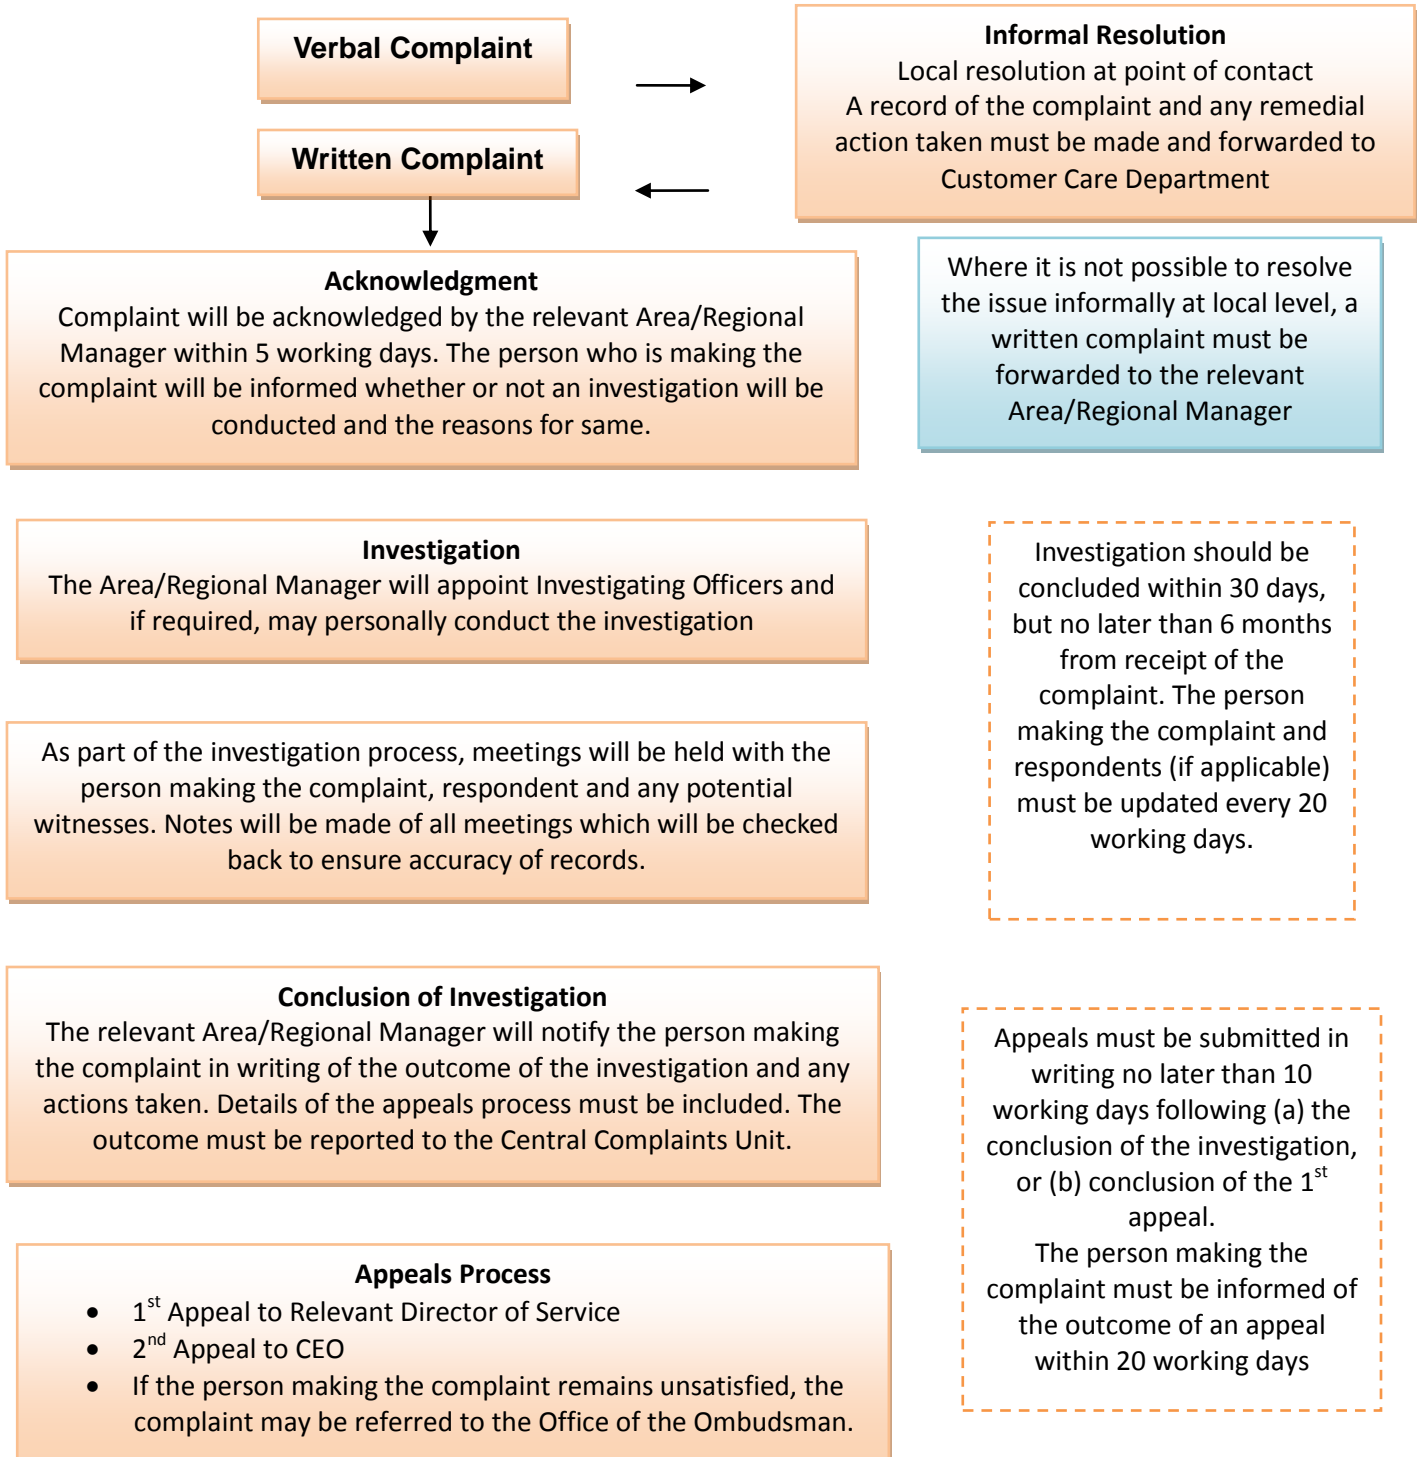 Verbal Complaint
Informal Resolution
Local resolution at point of contact
A record of the complaint and any remedial
action taken must be made and forwarded to
Customer Care Department
Written Complaint
Acknowledgment
Complaint will be acknowledged by the relevant Area/Regional
Manager within 5 working days. The person who is making the
complaint will be informed whether or not an investigation will be
conducted and the reasons for same.
Where it is not possible to resolve
the issue informally at local level, a
written complaint must be
forwarded to the relevant
Area/Regional Manager
Investigation
The Area/Regional Manager will appoint Investigating Officers and
if required, may personally conduct the investigation
Investigation should be
concluded within 30 days,
but no later than 6 months
from receipt of the
complaint. The person
making the complaint and
respondents (if applicable)
must be updated every 20
working days.
As part of the investigation process, meetings will be held with the
person making the complaint, respondent and any potential
witnesses. Notes will be made of all meetings which will be checked
back to ensure accuracy of records.
Conclusion of Investigation
The relevant Area/Regional Manager will notify the person making
the complaint in writing of the outcome of the investigation and any
actions taken. Details of the appeals process must be included. The
outcome must be reported to the Central Complaints Unit.
Appeals must be submitted in
writing no later than 10
working days following (a) the
conclusion of the investigation,
or (b) conclusion of the 1st
appeal.
The person making the
complaint must be informed of
the outcome of an appeal
within 20 working days
Appeals Process
• 1st Appeal to Relevant Director of Service
• 2nd Appeal to CEO
• If the person making the complaint remains unsatisfied, the
complaint may be referred to the Office of the Ombudsman.